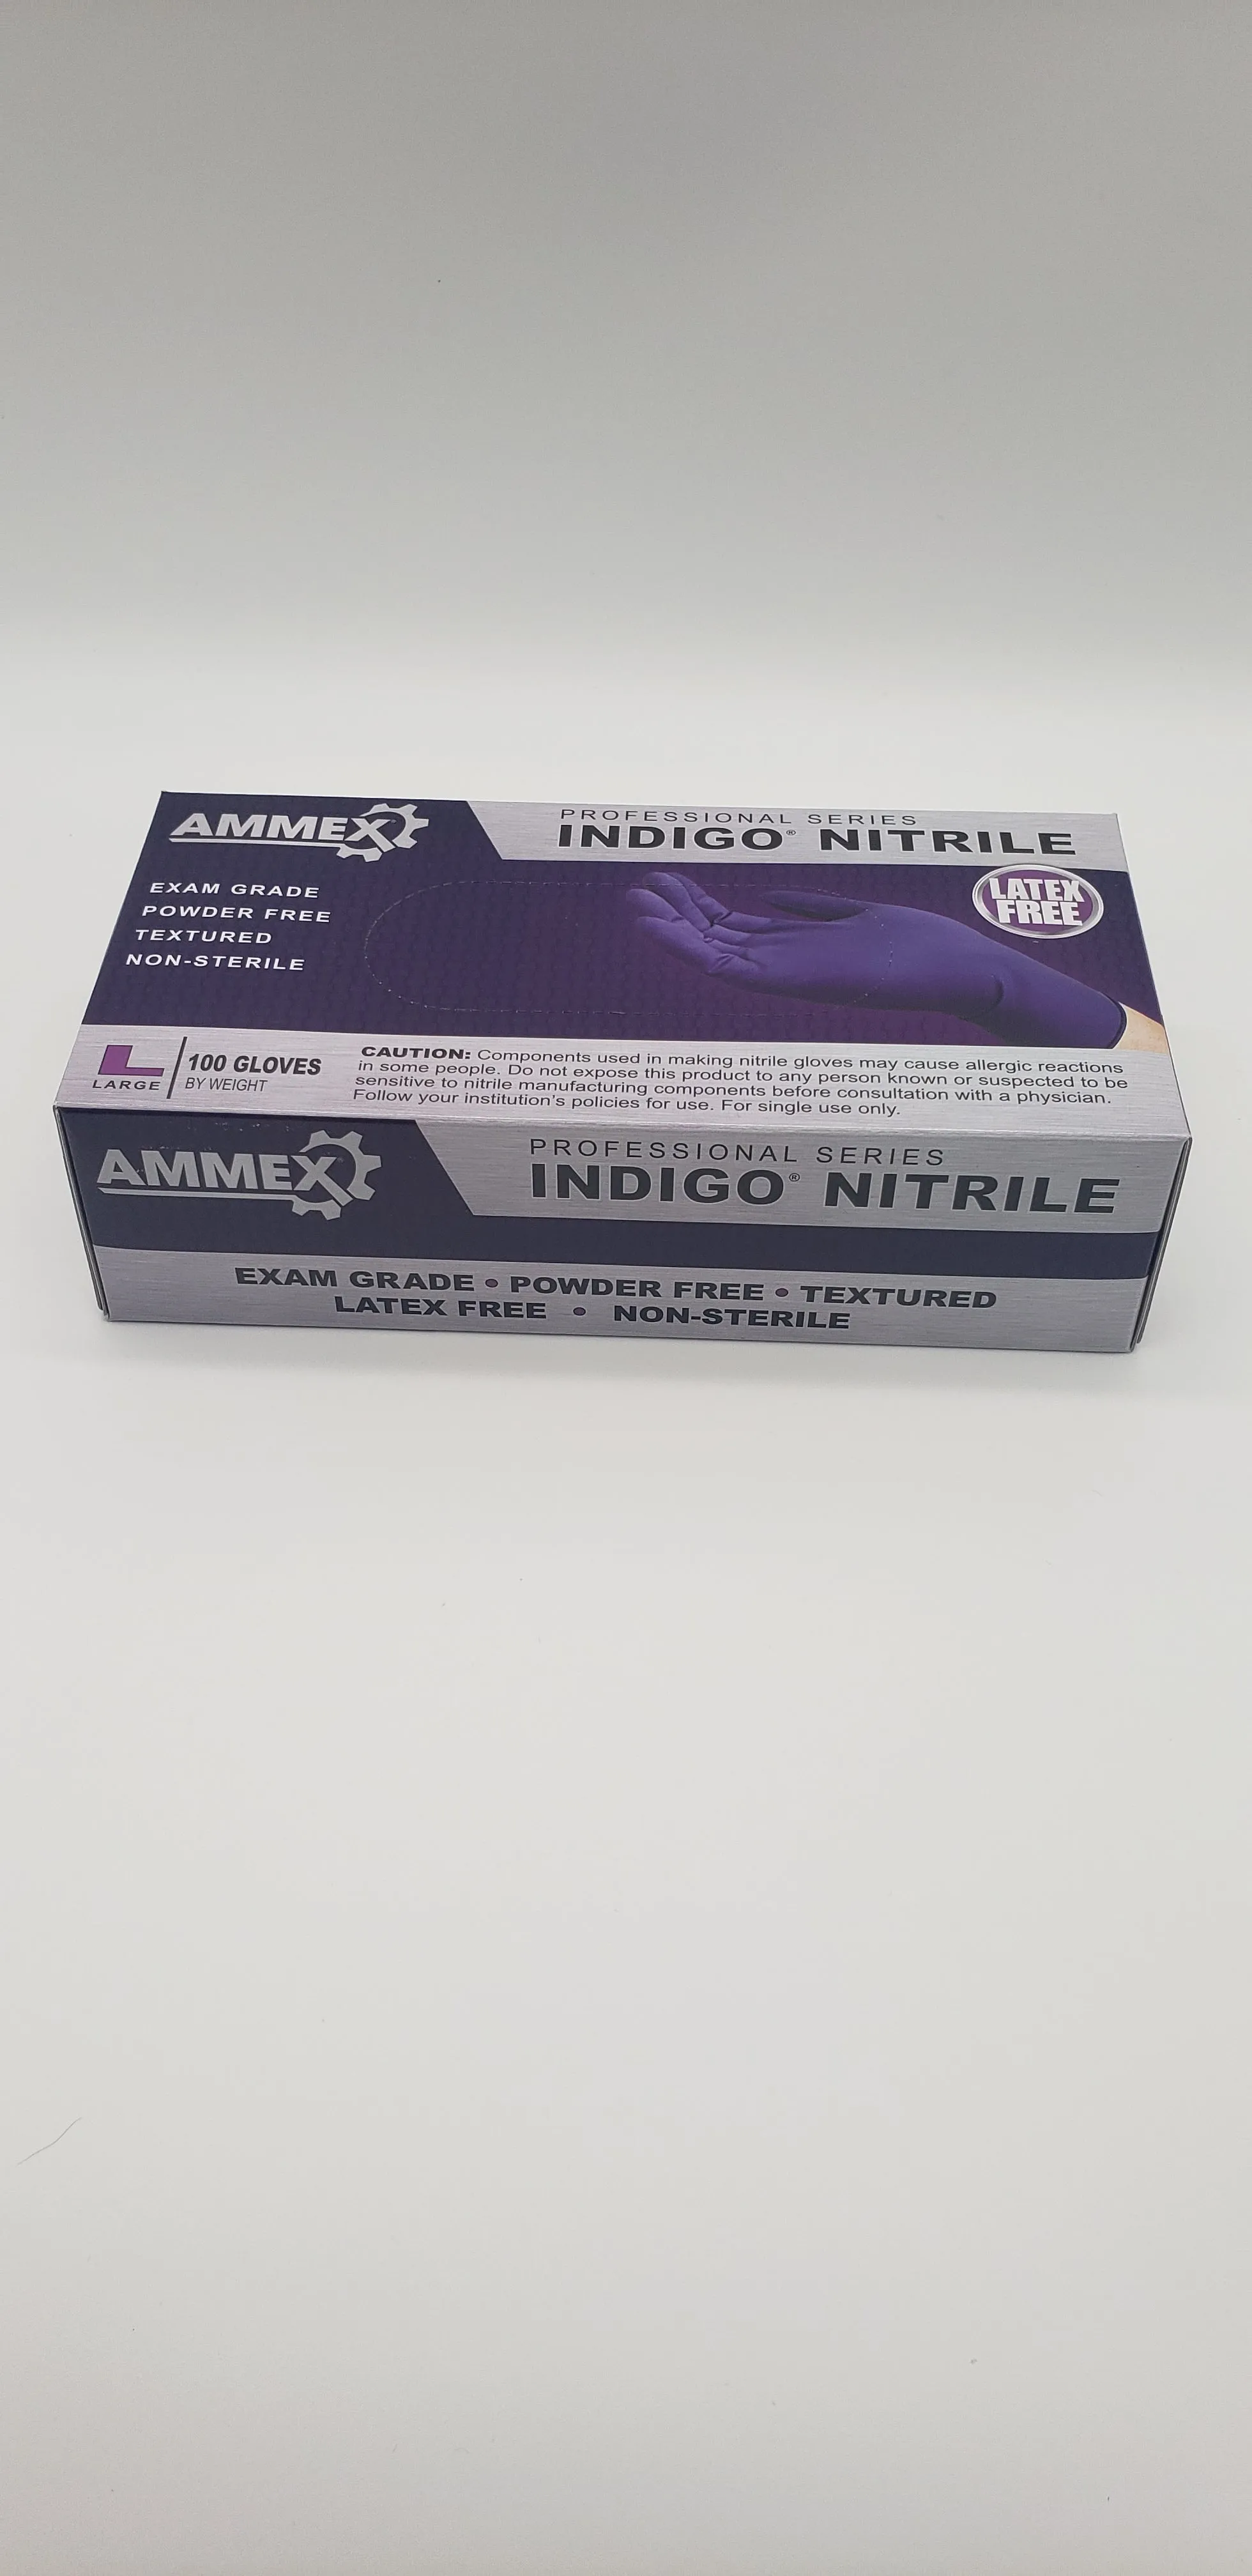 AMMEX
PROFESSIONAL SERIES
INDIGO® NITRILE
EXAM GRADE
POWDER FREE
TEXTURED
NON-STERILE
LATEX
FREE
L
LARGE
100 GLOVES
BY WEIGHT
CAUTION: Components used in making nitrile gloves may cause allergic reactions
in some people. Do not expose this product to any person known or suspected to be
sensitive to nitrile manufacturing components before consultation with a physician.
Follow your institution's policies for use. For single use only.
AMMEX
PROFESSIONAL SERIES
INDIGO® NITRILE
EXAM GRADE • POWDER FREE • TEXTURED
LATEX FREE • NON-STERILE